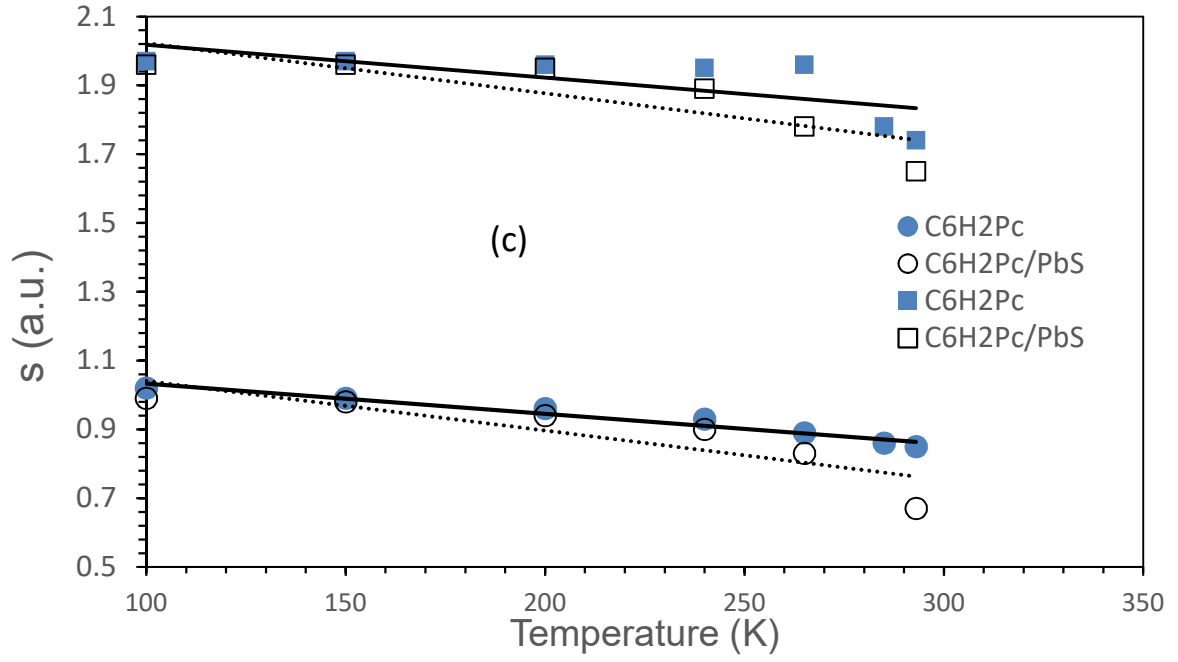 2.1
1.9
1.7
1.5
1.3
1.1
0.9
0.7
0.5
s (a.u.)
(c)
C6H2Pc
C6H2Pc/PbS
C6H2Pc
C6H2Pc/PbS
100 150 200 250 300 350
Temperature (K)